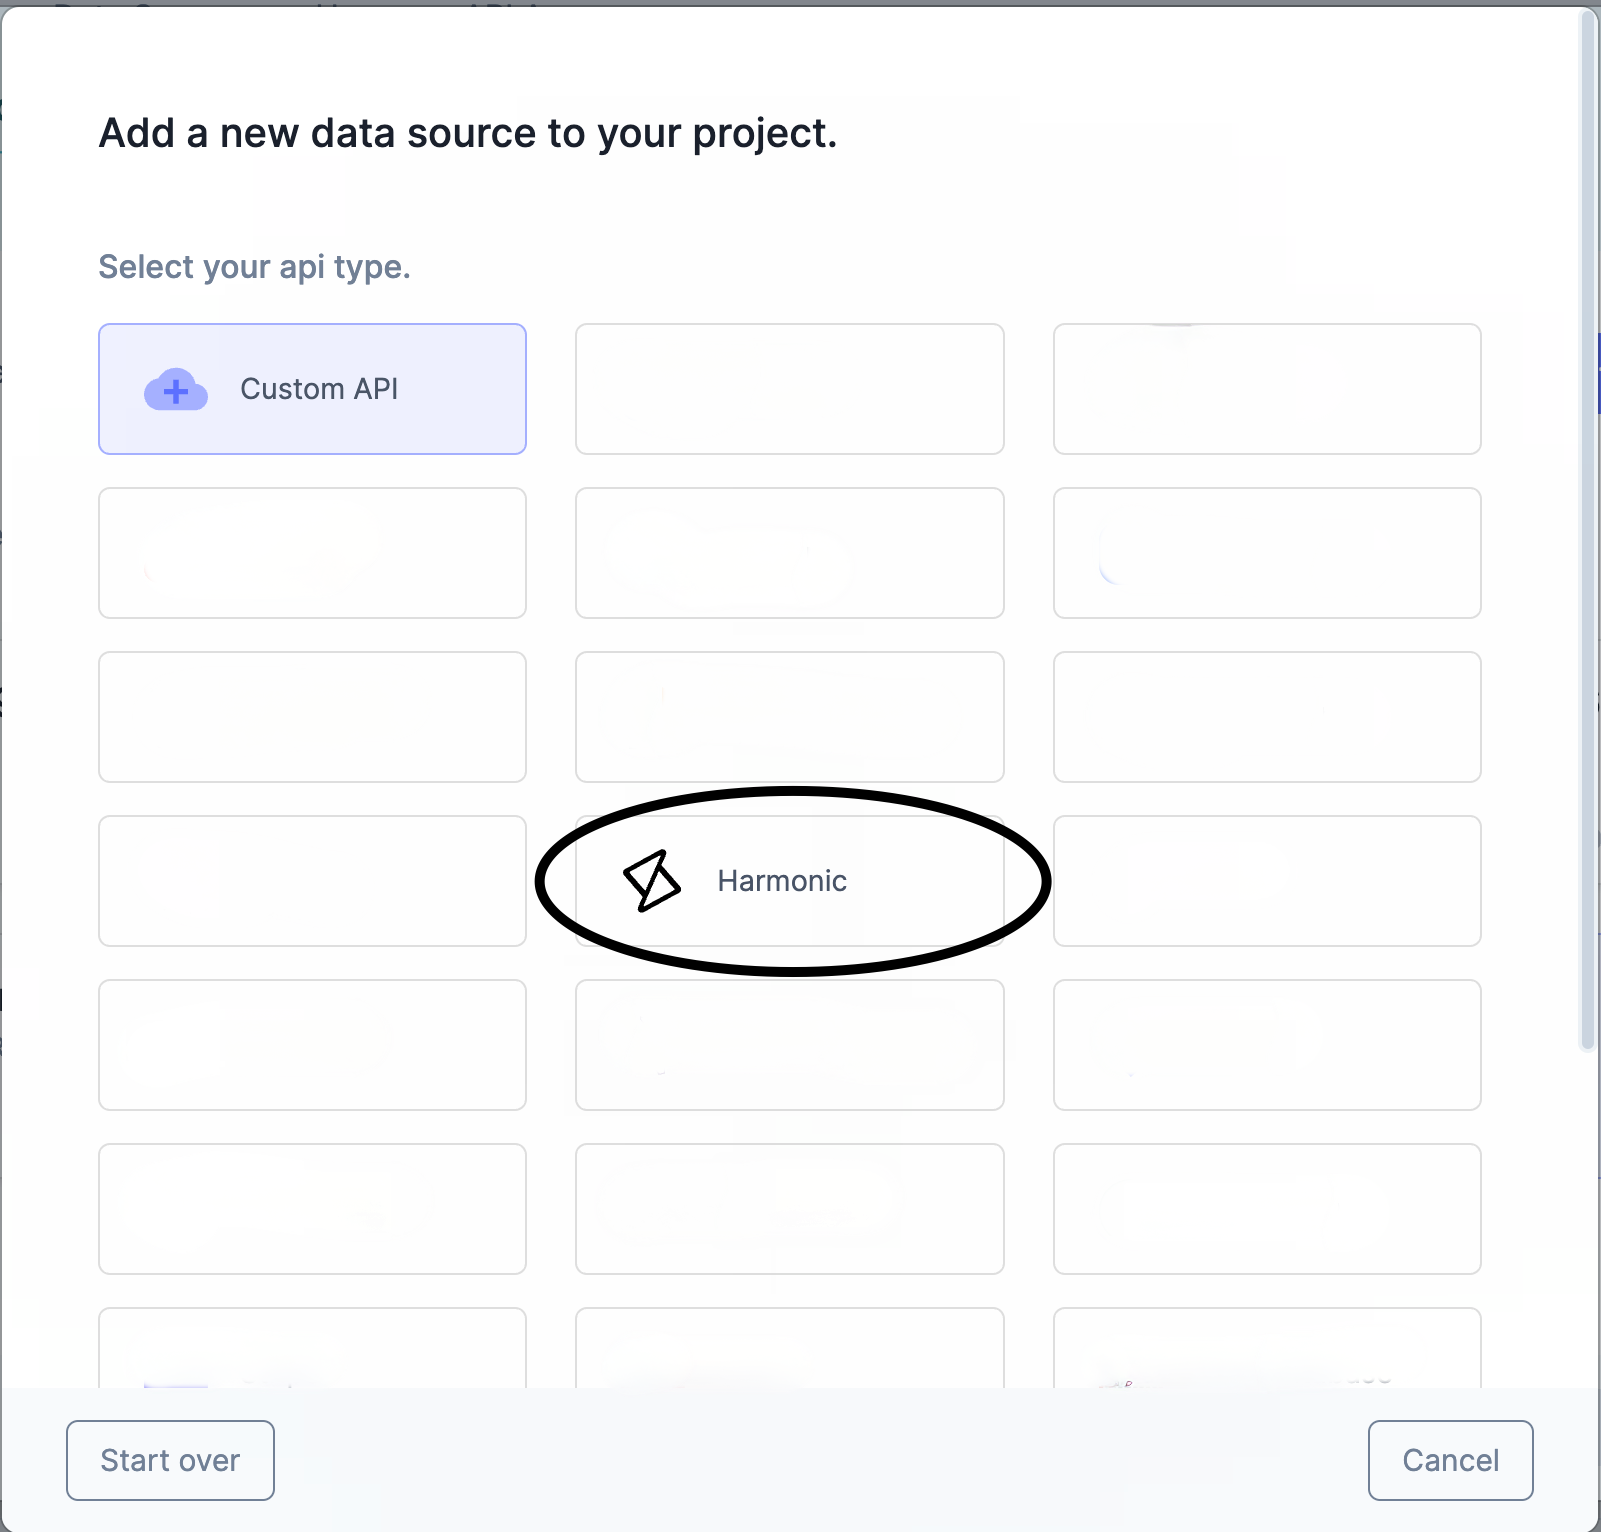 Add a new data source to your project.
Select your api type.
Custom API
Harmonic
Start over
Cancel